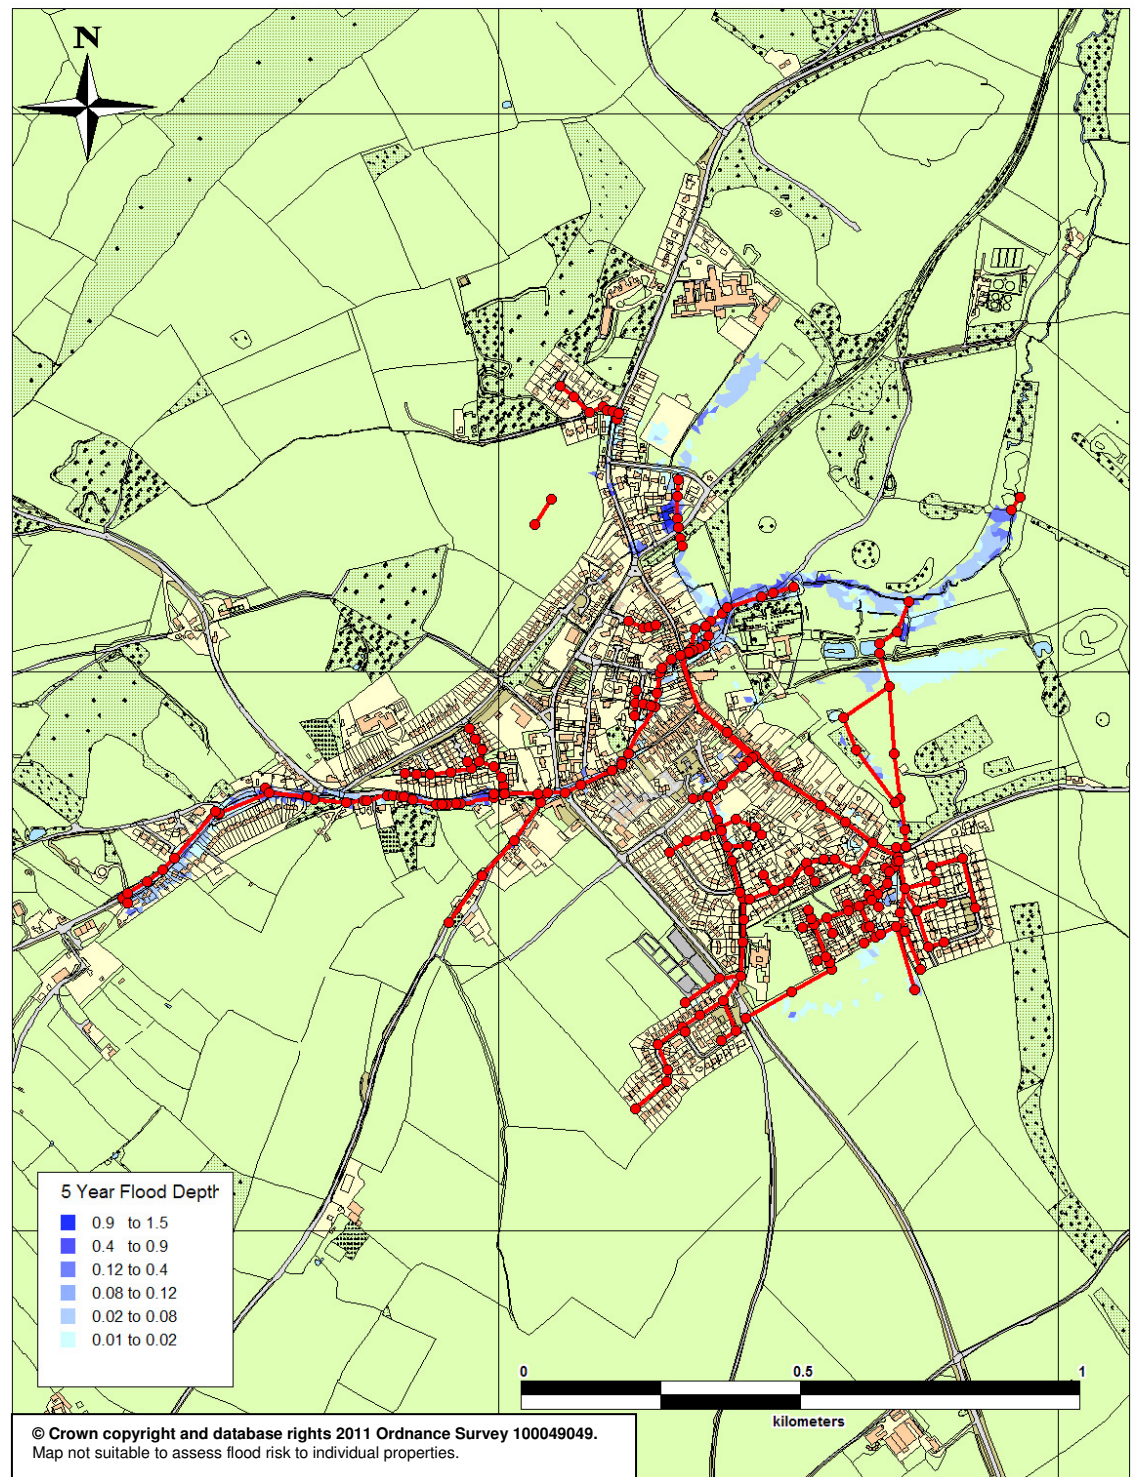 N
5 Year Flood Depth
0.9 to 1.5
0.4 to 0.9
0.12 to 0.4
0.08 to 0.12
0.02 to 0.08
0.01 to 0.02
0 0.5 1
kilometers
© Crown copyright and database rights 2011 Ordnance Survey 100049049.
Map not suitable to assess flood risk to individual properties.